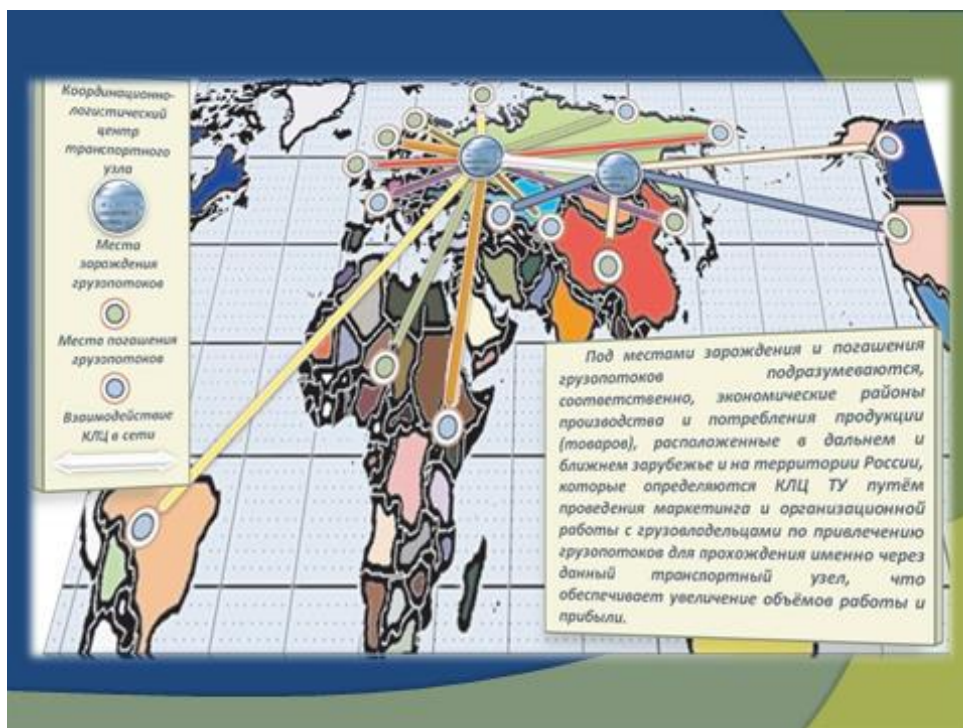 Координационно-
логистический
центр
транспортного
узла
Места
зарождения
грузопотоков
Места погашения
грузопотоков
Взаимодействие
КЛЦ в сети
Под местами зарождения и погашения
грузопотоков подразумеваются,
соответственно, экономические районы
производства и потребления продукции
(товаров), расположенные в дальнем и
ближнем зарубежье и на территории России,
которые определяются КЛЦ ТУ путём
проведения маркетинга и организационной
работы с грузовладельцами по привлечению
грузопотоков для прохождения именно через
данный транспортный узел, что
обеспечивает увеличение объёмов работы и
прибыли.